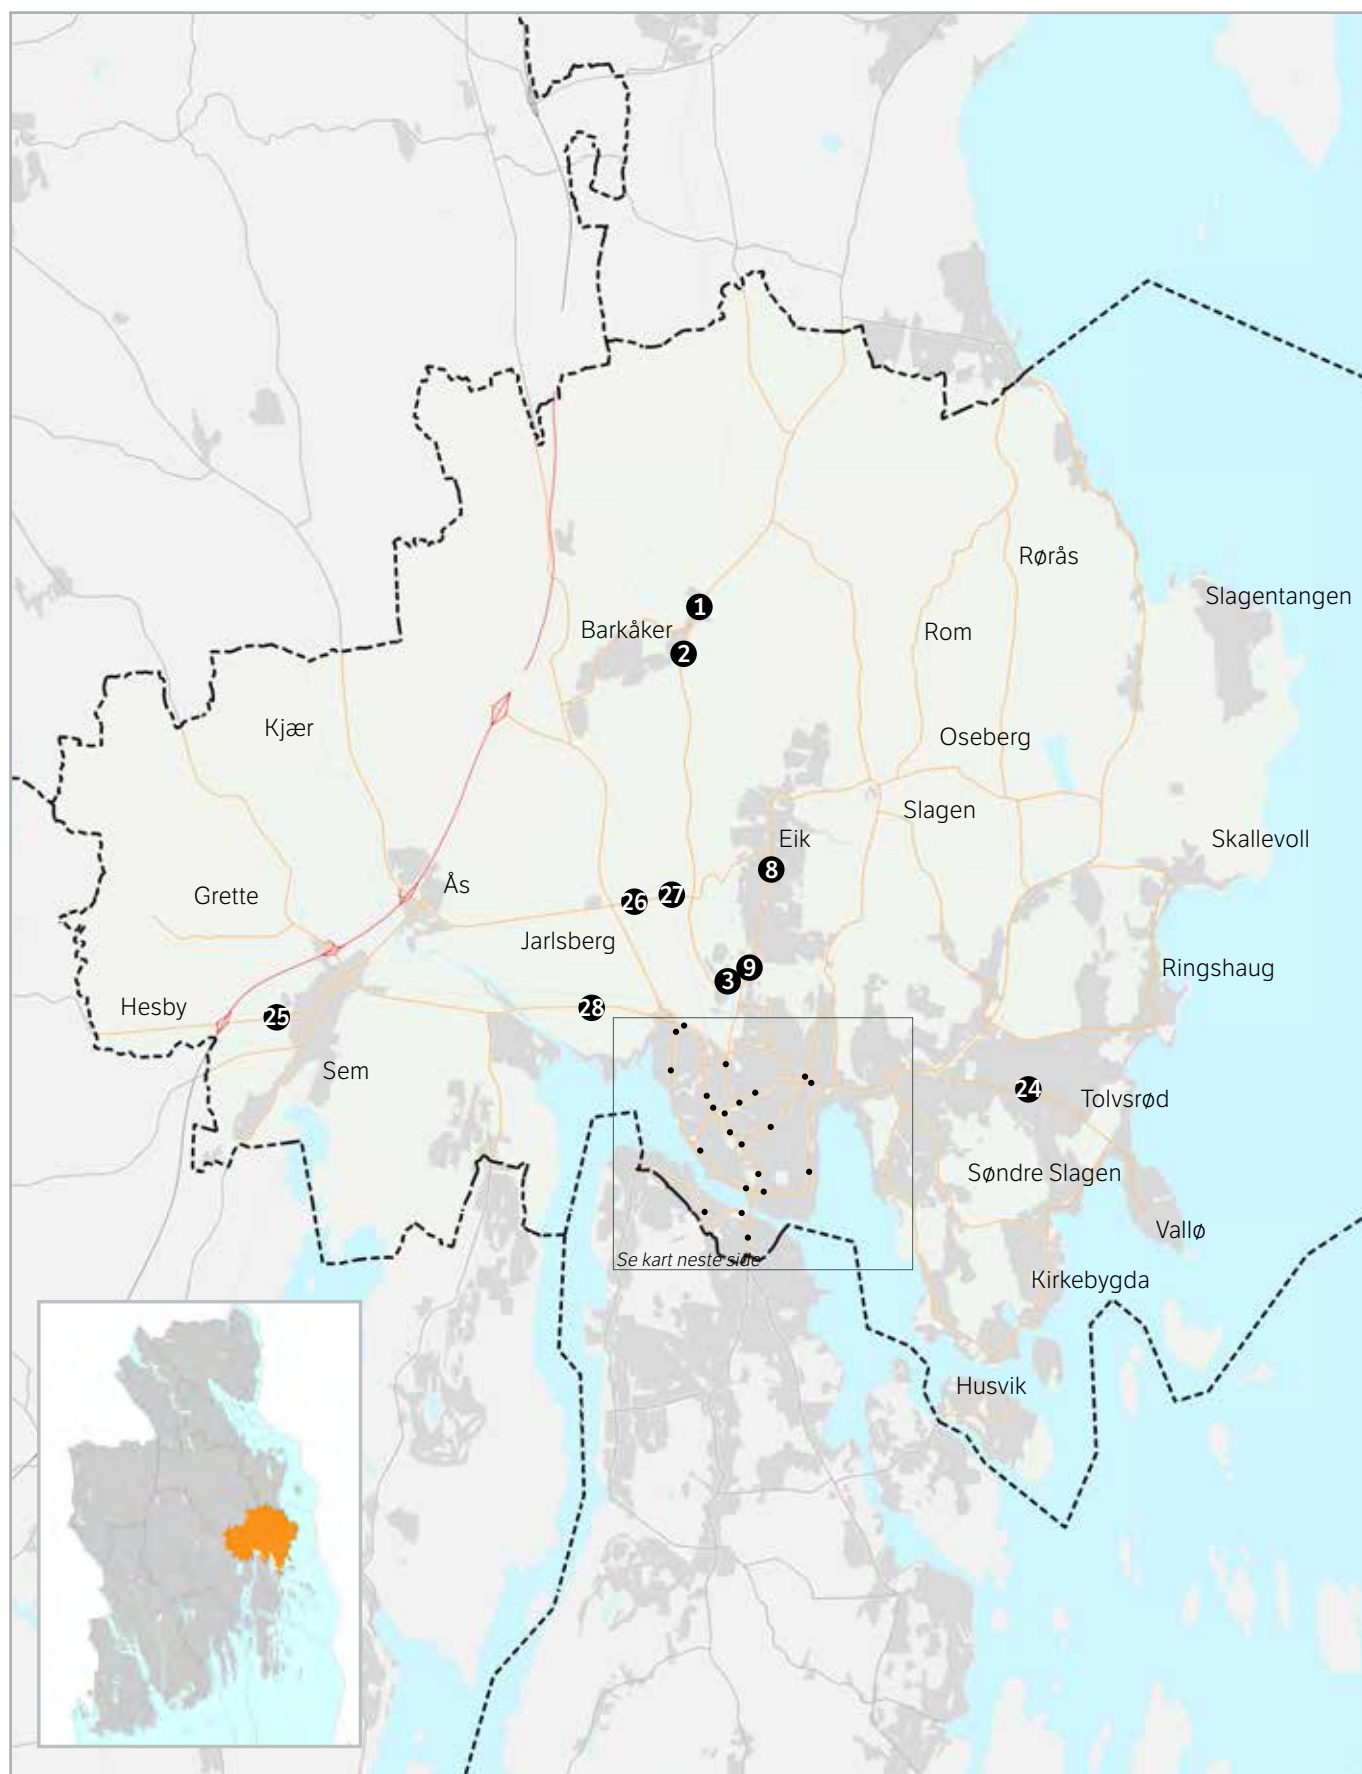 Rørås
Slagentangen
1
Barkåker
Rom
2
Kjær
Oseberg
Slagen
Eik
Skallevoll
8
Ås
Grette
27
26
Jarlsberg
9
Ringshaug
3
Hesby
28
25
Sem
24
Tolvsrød
Søndre Slagen
Vallø
Se kart neste side
Kirkebygda
Husvik